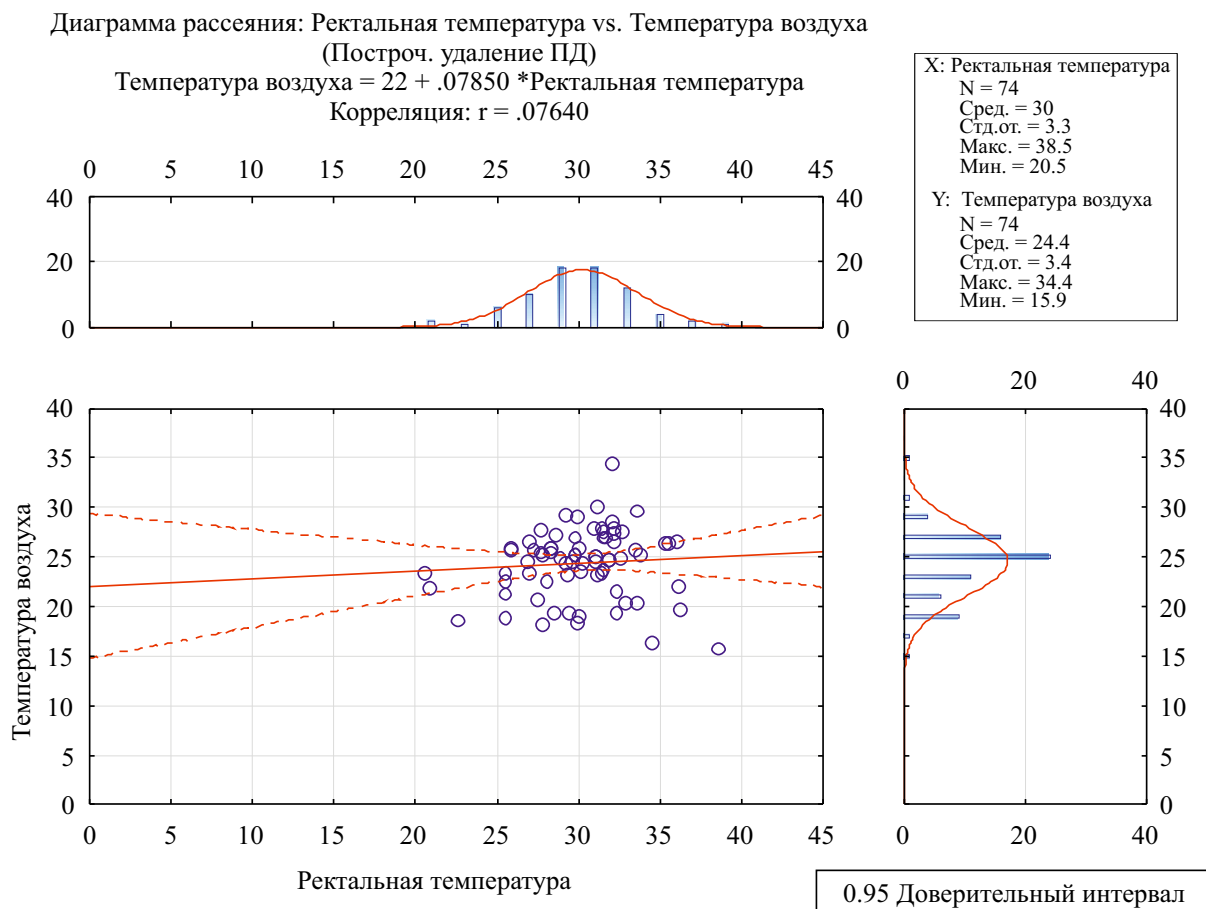 Диаграмма рассеяния: Ректальная температура vs. Температура воздуха
(Построч. удаление ПД)
Температура воздуха = 22 + .07850 *Ректальная температура
Корреляция: r = .07640
X: Ректальная температура
N = 74
Сред. = 30
Стд.от. = 3.3
Макс. = 38.5
Мин. = 20.5
Y: Температура воздуха
N = 74
Сред. = 24.4
Стд.от. = 3.4
Макс. = 34.4
Мин. = 15.9
0 5 10 15 20 25 30 35 40 45
40 40
20 20
0 0
0 20 40
40 40
35 35
30 30
25 25
20 20
15 15
10 10
5 5
0 0
Температура воздуха
0 5 10 15 20 25 30 35 40 45
0 20 40
Ректальная температура
0.95 Доверительный интервал